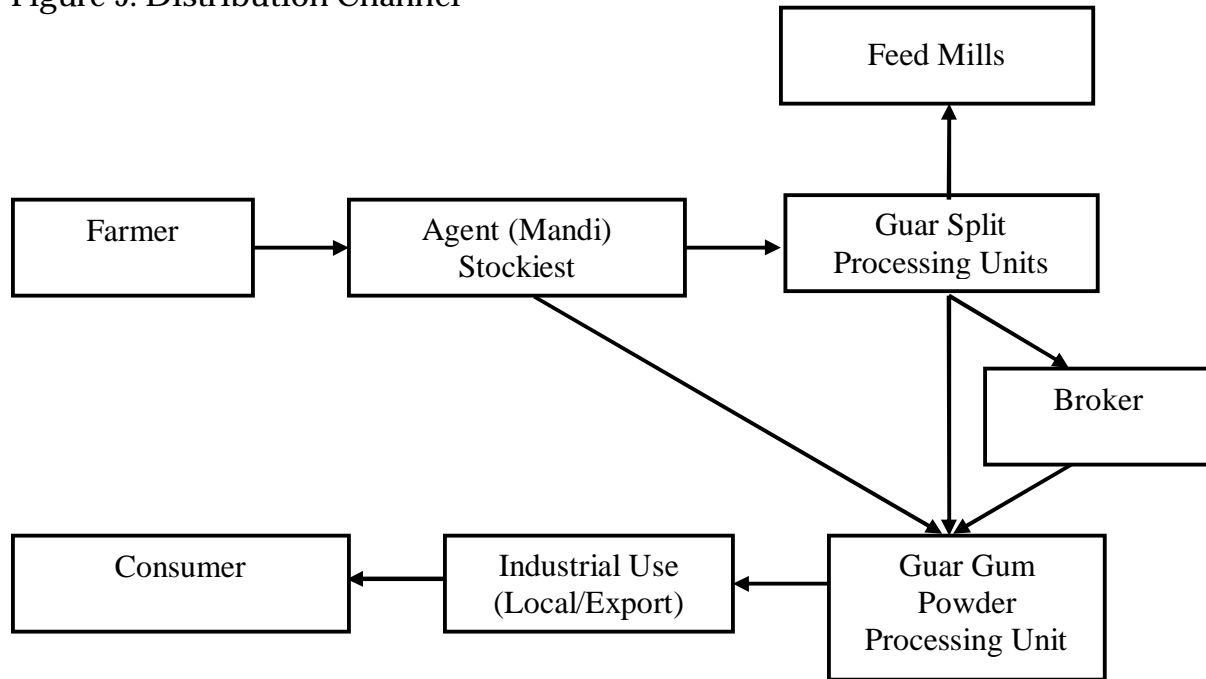 Figure 5. Distribution Channel
Feed Mills
Farmer
Agent (Mandi)
Stockiest
Guar Split
Processing Units
Broker
Consumer
Industrial Use
(Local/Export)
Guar Gum
Powder
Processing Unit